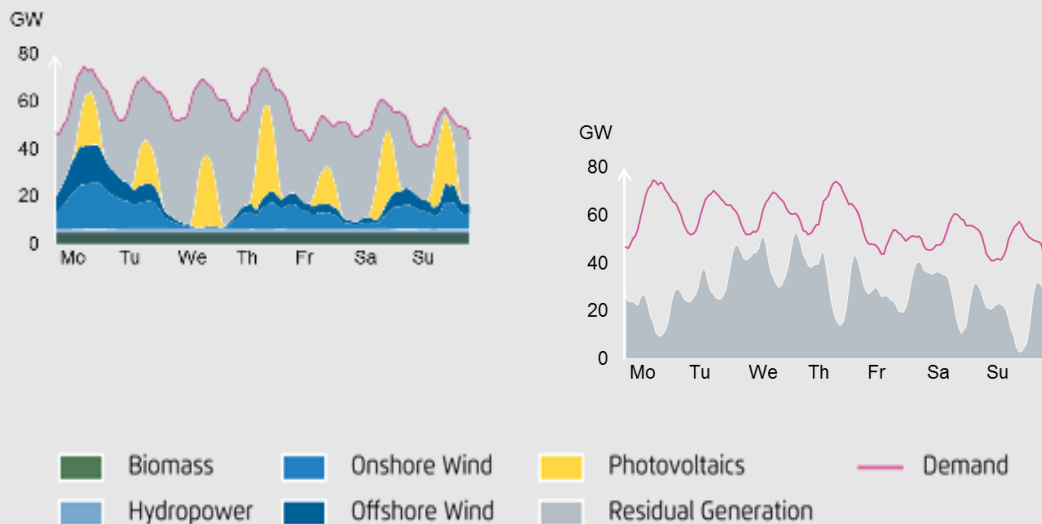 GW
80
60
40
20
0
Mo Tu We Th Fr Sa Su
GW
80
60
40
20
0
Mo Tu We Th Fr Sa Su
Biomass Onshore Wind Photovoltaics Demand
Hydropower Offshore Wind Residual Generation